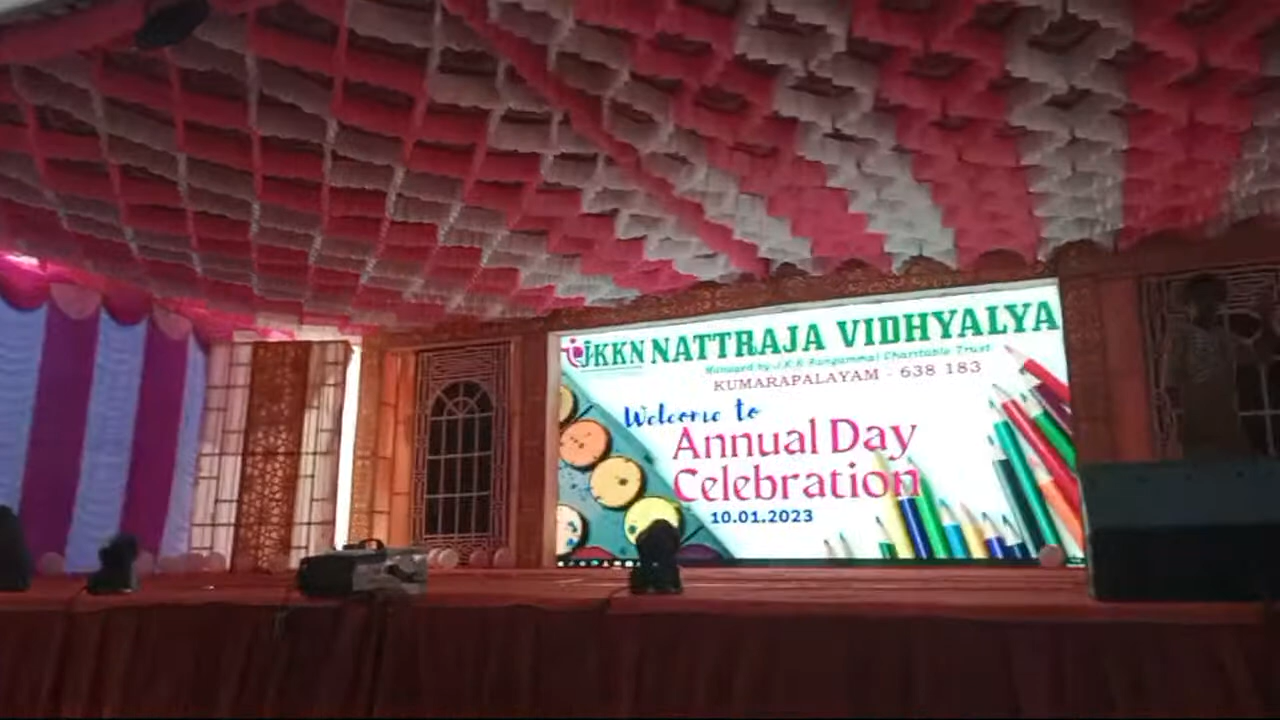 JKKN NATTRAJA VIDHYALYA
Managed by J.K.K. Rangammal Charitable Trust
KUMARAPALAYAM - 638 183
Welcome to
Annual Day
Celebration
10.01.2023